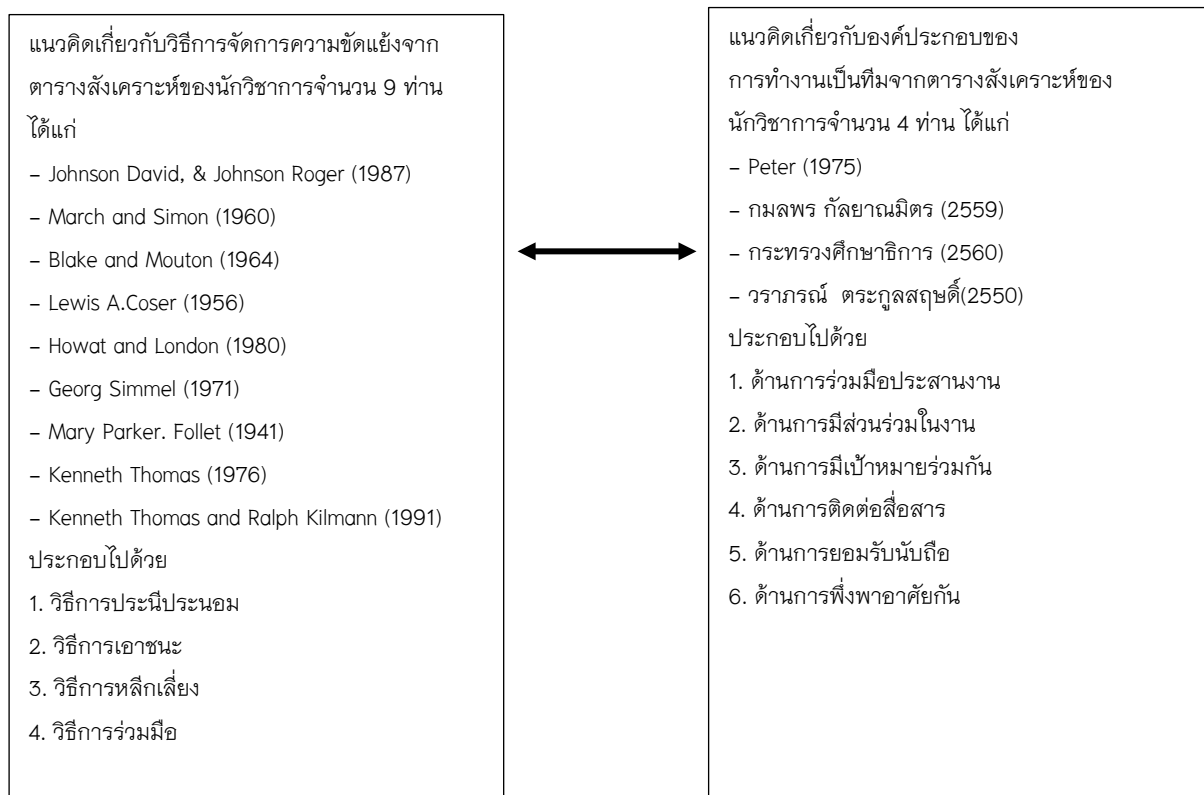 แนวคิดเกี่ยวกับวิธีการจัดการความขัดแย้งจาก
ตารางสังเคราะห์ของนักวิชาการจำนวน 9 ท่าน
ได้แก่
– Johnson David, & Johnson Roger (1987)
– March and Simon (1960)
– Blake and Mouton (1964)
– Lewis A.Coser (1956)
– Howat and London (1980)
– Georg Simmel (1971)
– Mary Parker. Follet (1941)
– Kenneth Thomas (1976)
– Kenneth Thomas and Ralph Kilmann (1991)
ประกอบไปด้วย
1. วิธีการประนีประนอม
2. วิธีการเอาชนะ
3. วิธีการหลีกเลี่ยง
4. วิธีการร่วมมือ
แนวคิดเกี่ยวกับองค์ประกอบของ
การทำงานเป็นทีมจากตารางสังเคราะห์ของ
นักวิชาการจำนวน 4 ท่าน ได้แก่
– Peter (1975)
– กมลพร กัลยาณมิตร (2559)
– กระทรวงศึกษาธิการ (2560)
– วราภรณ์ ตระกูลสฤษดิ์(2550)
ประกอบไปด้วย
1. ด้านการร่วมมือประสานงาน
2. ด้านการมีส่วนร่วมในงาน
3. ด้านการมีเป้าหมายร่วมกัน
4. ด้านการติดต่อสื่อสาร
5. ด้านการยอมรับนับถือ
6. ด้านการพึ่งพาอาศัยกัน